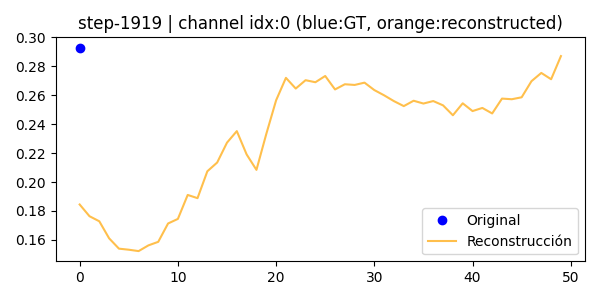 step-1919 | channel idx:0 (blue:GT, orange:reconstructed)
0.30
0.28
0.26
0.24
0.22
0.20
0.18
0.16
0 10 20 30 40 50
Original
Reconstrucción